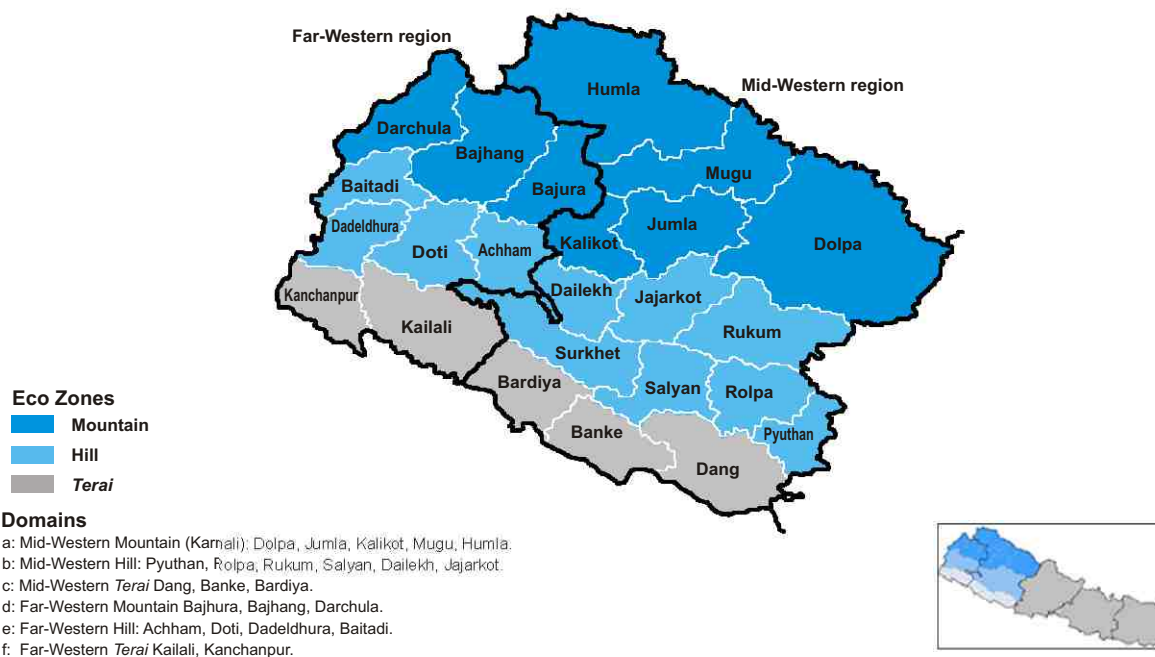 Far-Western region
Humla
Mid-Western region
Darchula
Bajhang
Mugu
Baitadi
Bajura
Dadeldhura
Jumla
Doti
Achham
Kalikot
Dolpa
Kanchanpur
Dailekh
Jajarkot
Kailali
Rukum
Surkhet
Bardiya
Salyan
Rolpa
Banke
Pyuthan
Dang
Eco Zones
Mountain
Hill
Terai
Domains
a: Mid-Western Mountain (Karnali): Dolpa, Jumla, Kalikot, Mugu, Humla.
b: Mid-Western Hill: Pyuthan, Rolpa, Rukum, Salyan, Dailekh, Jajarkot.
c: Mid-Western Terai Dang, Banke, Bardiya.
d: Far-Western Mountain Bajhura, Bajhang, Darchula.
e: Far-Western Hill: Achham, Doti, Dadeldhura, Baitadi.
f: Far-Western Terai Kailali, Kanchanpur.